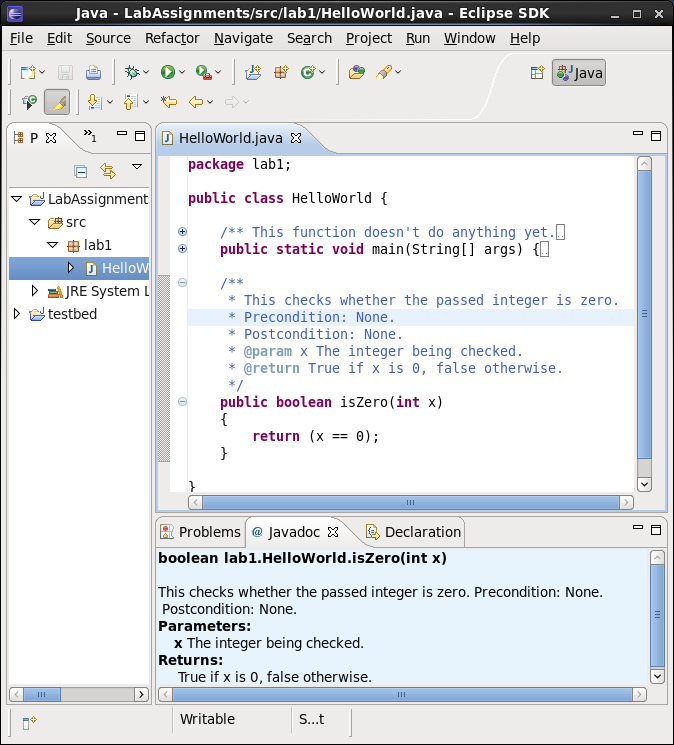 Java - LabAssignments/src/lab1/HelloWorld.java - Eclipse SDK
File Edit Source Refactor Navigate Search Project Run Window Help
Java
P
»1
HelloWorld.java
LabAssignment
src
lab1
HelloW
JRE System L
testbed
package lab1;
public class HelloWorld {
/** This function doesn't do anything yet.
public static void main(String[] args) {
/**
* This checks whether the passed integer is zero.
* Precondition: None.
* Postcondition: None.
* @param x The integer being checked.
* @return True if x is 0, false otherwise.
*/
public boolean isZero(int x)
{
return (x == 0);
}
}
Problems @ Javadoc Declaration
boolean lab1.HelloWorld.isZero(int x)
This checks whether the passed integer is zero. Precondition: None.
Postcondition: None.
Parameters:
x The integer being checked.
Returns:
True if x is 0, false otherwise.
Writable S...t